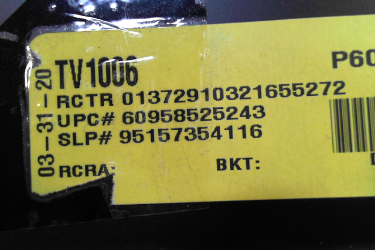 03-31-20
TV1006
P60
RCTR 01372910321655272
UPC# 60958525243
SLP# 95157354116
RCRA:
BKT: